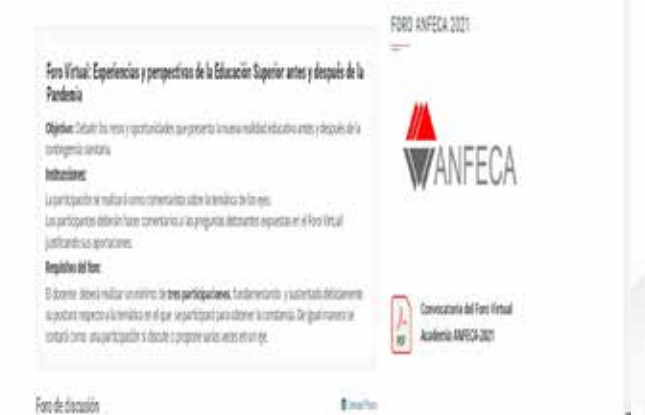 FORO ANFECA 2021
Foro Virtual: Experiencias y perspectivas de la Educación Superior antes y después de la
Pandemia
Objetivo: Debatir los retos y oportunidades que presenta la nueva realidad educativa antes y después de la
contingencia sanitaria.
Instrucciones:
La participación se realizará como comentarista sobre la temática de los ejes.
Los participantes deberán hacer comentarios a las preguntas detonantes expuestas en el Foro Virtual
justificando sus aportaciones.
Requisitos del foro:
El docente deberá realizar un mínimo de tres participaciones, fundamentando y sustentado debidamente
su postura respecto a la temática en el que se participará para obtener la constancia. De igual manera se
contará como una participación si discute o propone varias veces en un eje.
ANFECA
PDF
Convocatoria del Foro Virtual
Academia ANFECA-2021
Foro de discusión